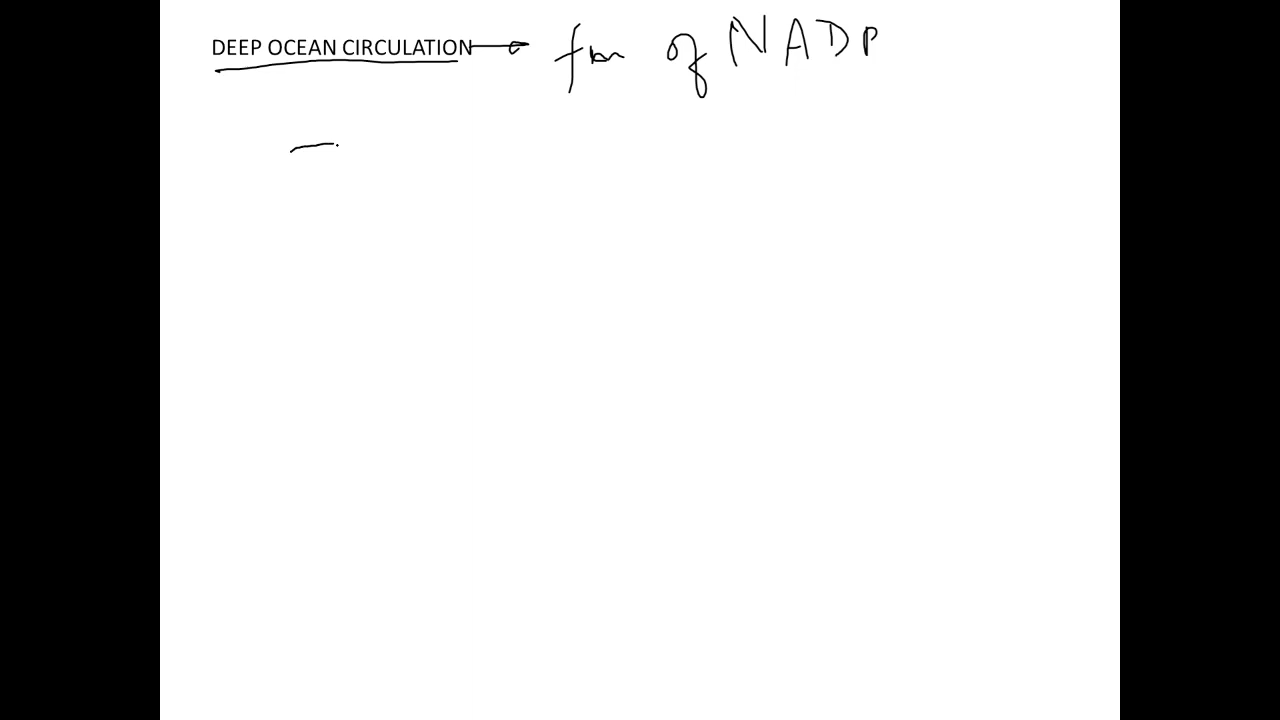 DEEP OCEAN CIRCULATION → fm of NADP